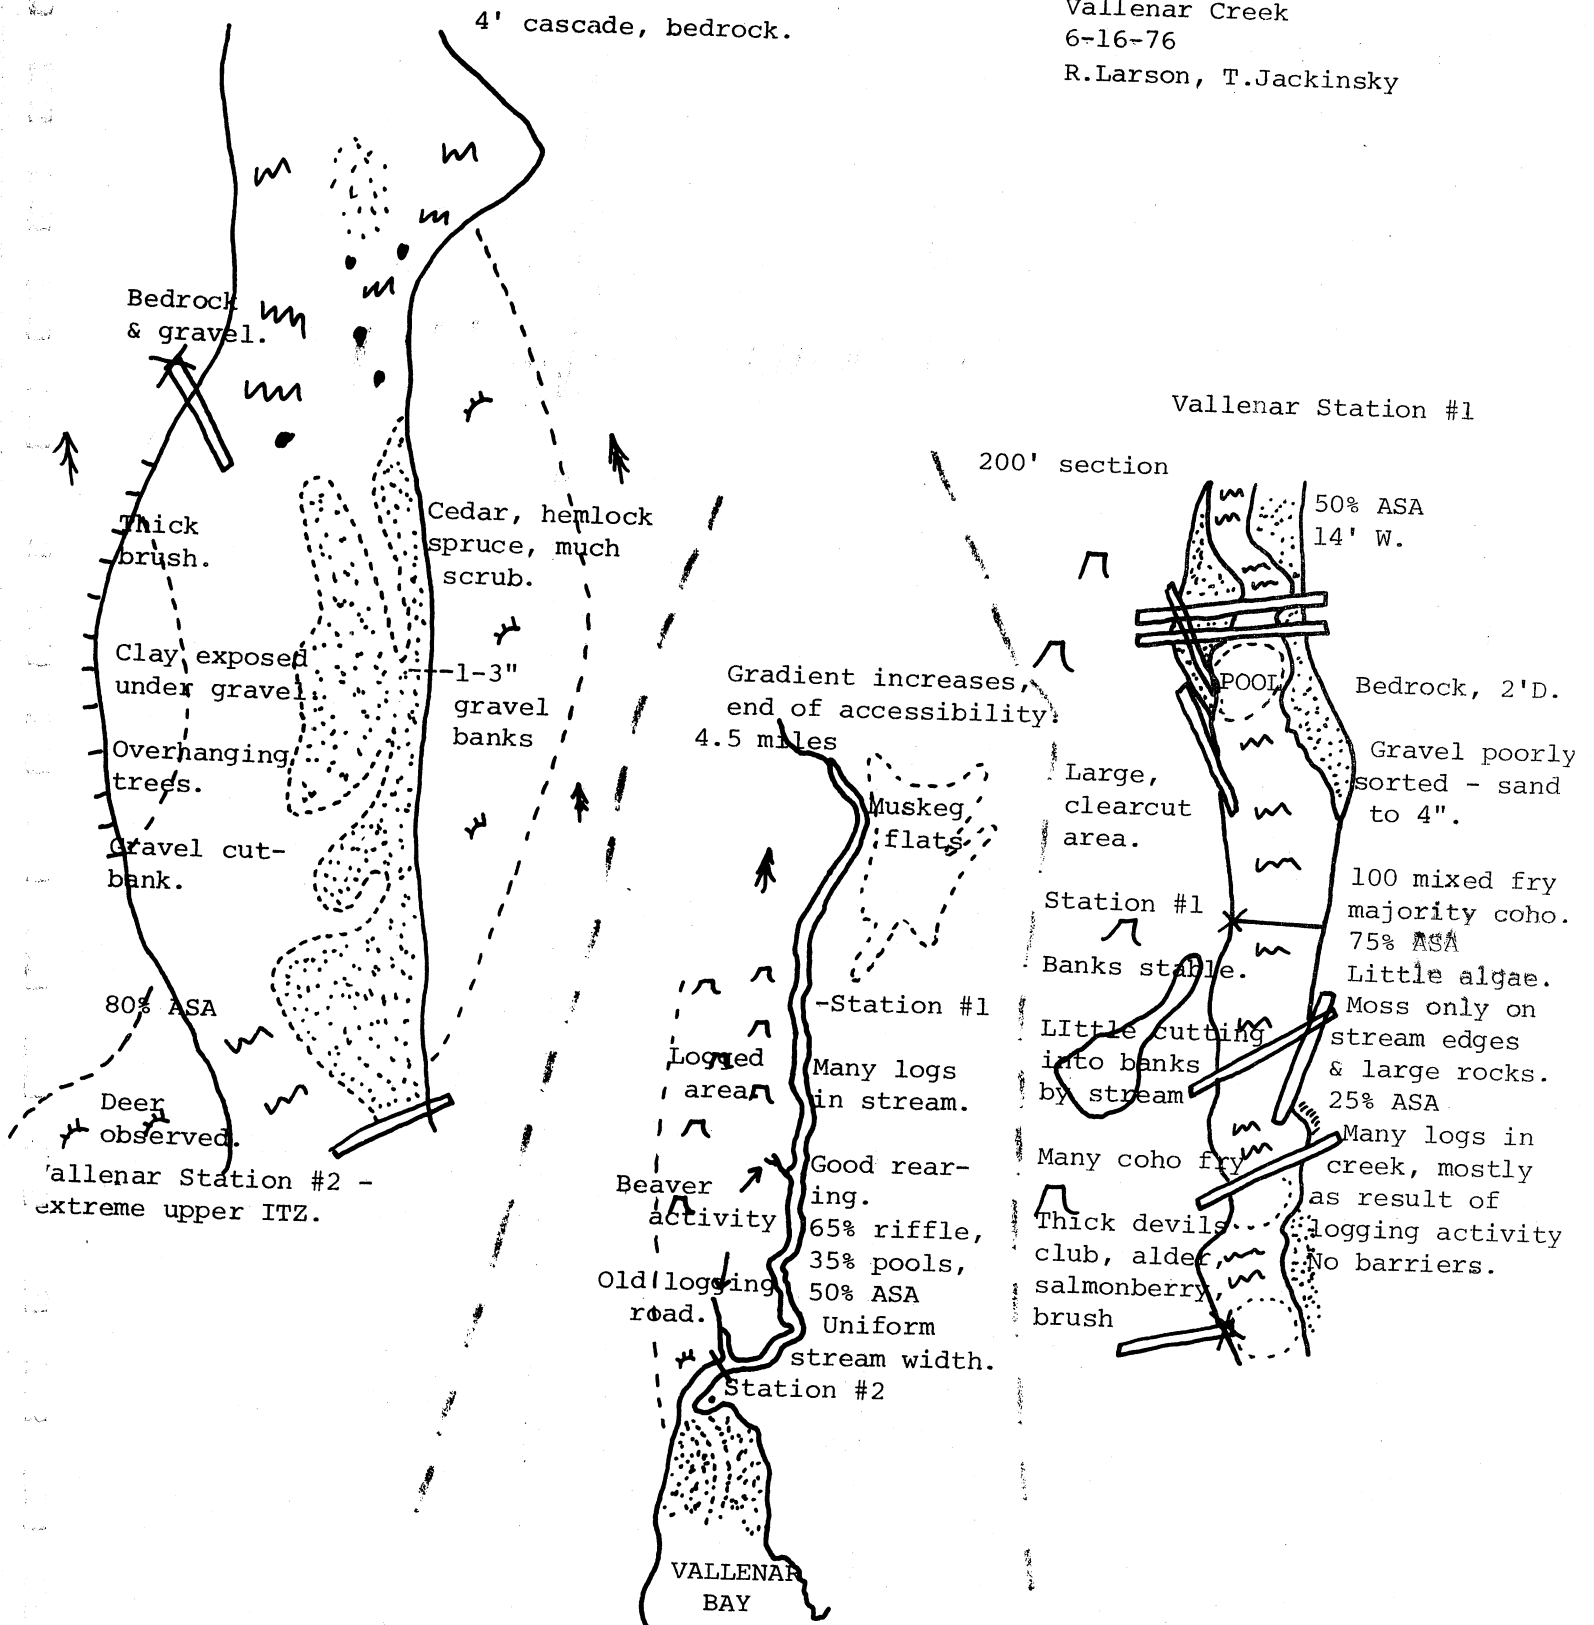 4' cascade, bedrock.
Vallenar Creek
6-16-76
R.Larson, T.Jackinsky
Bedrock
& gravel.
Thick
brush.
Cedar, hemlock
spruce, much
scrub.
Clay exposed
under gravel.
1-3"
gravel
banks
Overhanging
trees.
Gravel cut-
bank.
80% ASA
Deer
observed.
Vallenar Station #2 -
extreme upper ITZ.
Gradient increases,
end of accessibility.
4.5 miles
Muskeg
flats
-Station #1
Logged
area
Many logs
in stream.
Beaver
activity
Good rear-
ing.
65% riffle,
35% pools,
50% ASA
Uniform
stream width.
Old logging
road.
Station #2
VALLENAR
BAY
Vallenar Station #1
200' section
50% ASA
14' W.
POOL
Bedrock, 2'D.
Large,
clearcut
area.
Gravel poorly
sorted - sand
to 4".
Station #1
100 mixed fry
majority coho.
75% ASA
Little algae.
Moss only on
stream edges
& large rocks.
25% ASA
Many logs in
creek, mostly
as result of
logging activity
No barriers.
Banks stable.
LIttle cutting
into banks
by stream
Many coho fry
Thick devils
club, alder,
salmonberry,
brush